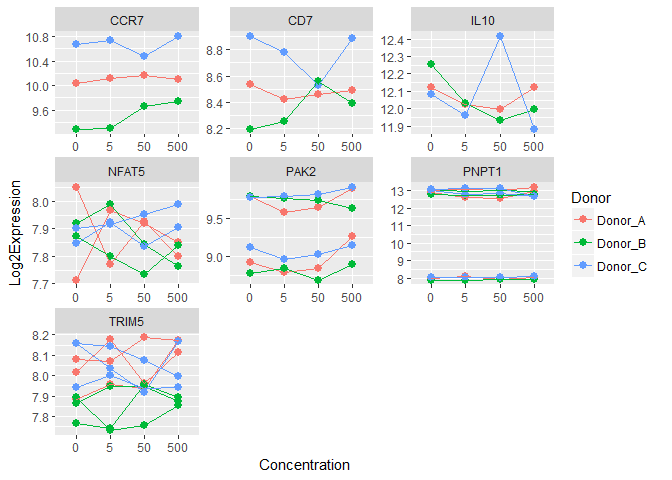 CCR7
CD7
IL10
10.8
10.4
10.0
9.6
8.8
8.6
8.4
8.2
12.4
12.3
12.2
12.1
12.0
11.9
0 5 50 500
0 5 50 500
0 5 50 500
NFAT5
PAK2
PNPT1
8.0
7.9
7.8
7.7
9.5
9.0
13
12
11
10
9
8
0 5 50 500
0 5 50 500
0 5 50 500
TRIM5
8.2
8.1
8.0
7.9
7.8
0 5 50 500
Log2Expression
Concentration
Donor
Donor_A
Donor_B
Donor_C